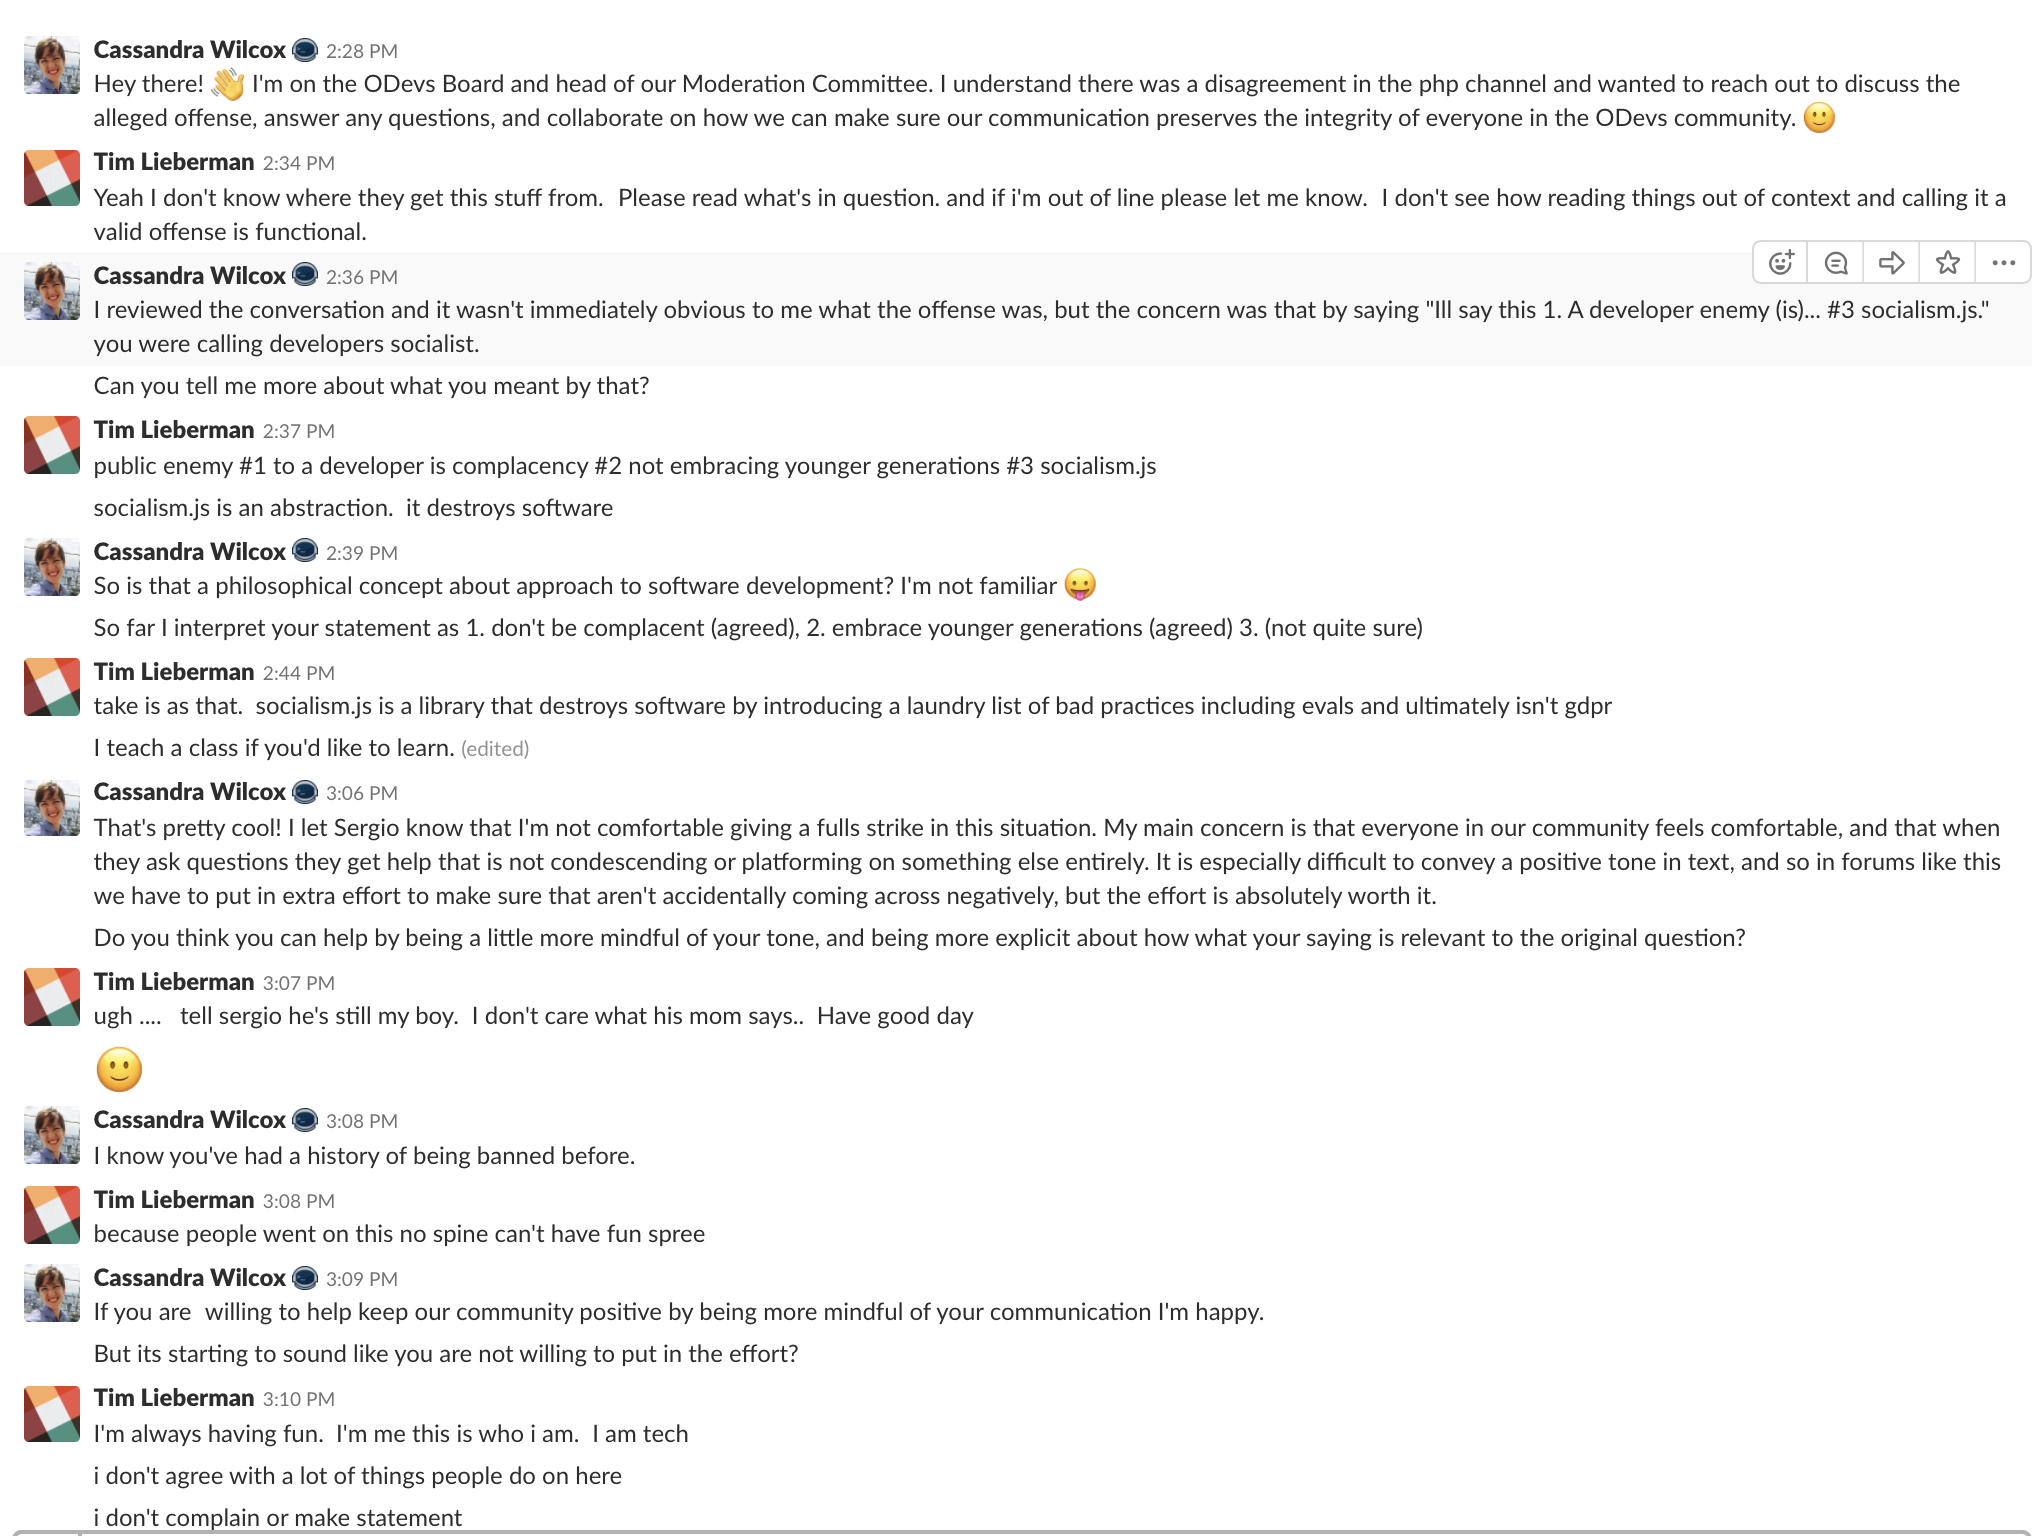 Cassandra Wilcox 2:28 PM
Hey there! 👋 I'm on the ODevs Board and head of our Moderation Committee. I understand there was a disagreement in the php channel and wanted to reach out to discuss the
alleged offense, answer any questions, and collaborate on how we can make sure our communication preserves the integrity of everyone in the ODevs community. 🙂
Tim Lieberman 2:34 PM
Yeah I don't know where they get this stuff from.  Please read what's in question. and if i'm out of line please let me know.  I don't see how reading things out of context and calling it a
valid offense is functional.
Cassandra Wilcox 2:36 PM
I reviewed the conversation and it wasn't immediately obvious to me what the offense was, but the concern was that by saying "Ill say this 1. A developer enemy (is)... #3 socialism.js."
you were calling developers socialist.
Can you tell me more about what you meant by that?
Tim Lieberman 2:37 PM
public enemy #1 to a developer is complacency #2 not embracing younger generations #3 socialism.js
socialism.js is an abstraction.  it destroys software
Cassandra Wilcox 2:39 PM
So is that a philosophical concept about approach to software development? I'm not familiar 😛
So far I interpret your statement as 1. don't be complacent (agreed), 2. embrace younger generations (agreed) 3. (not quite sure)
Tim Lieberman 2:44 PM
take is as that.  socialism.js is a library that destroys software by introducing a laundry list of bad practices including evals and ultimately isn't gdpr
I teach a class if you'd like to learn. (edited)
Cassandra Wilcox 3:06 PM
That's pretty cool! I let Sergio know that I'm not comfortable giving a fulls strike in this situation. My main concern is that everyone in our community feels comfortable, and that when
they ask questions they get help that is not condescending or platforming on something else entirely. It is especially difficult to convey a positive tone in text, and so in forums like this
we have to put in extra effort to make sure that aren't accidentally coming across negatively, but the effort is absolutely worth it.
Do you think you can help by being a little more mindful of your tone, and being more explicit about how what your saying is relevant to the original question?
Tim Lieberman 3:07 PM
ugh ....   tell sergio he's still my boy.  I don't care what his mom says..  Have good day
🙂
Cassandra Wilcox 3:08 PM
I know you've had a history of being banned before.
Tim Lieberman 3:08 PM
because people went on this no spine can't have fun spree
Cassandra Wilcox 3:09 PM
If you are  willing to help keep our community positive by being more mindful of your communication I'm happy.
But its starting to sound like you are not willing to put in the effort?
Tim Lieberman 3:10 PM
I'm always having fun.  I'm me this is who i am.  I am tech
i don't agree with a lot of things people do on here
i don't complain or make statement